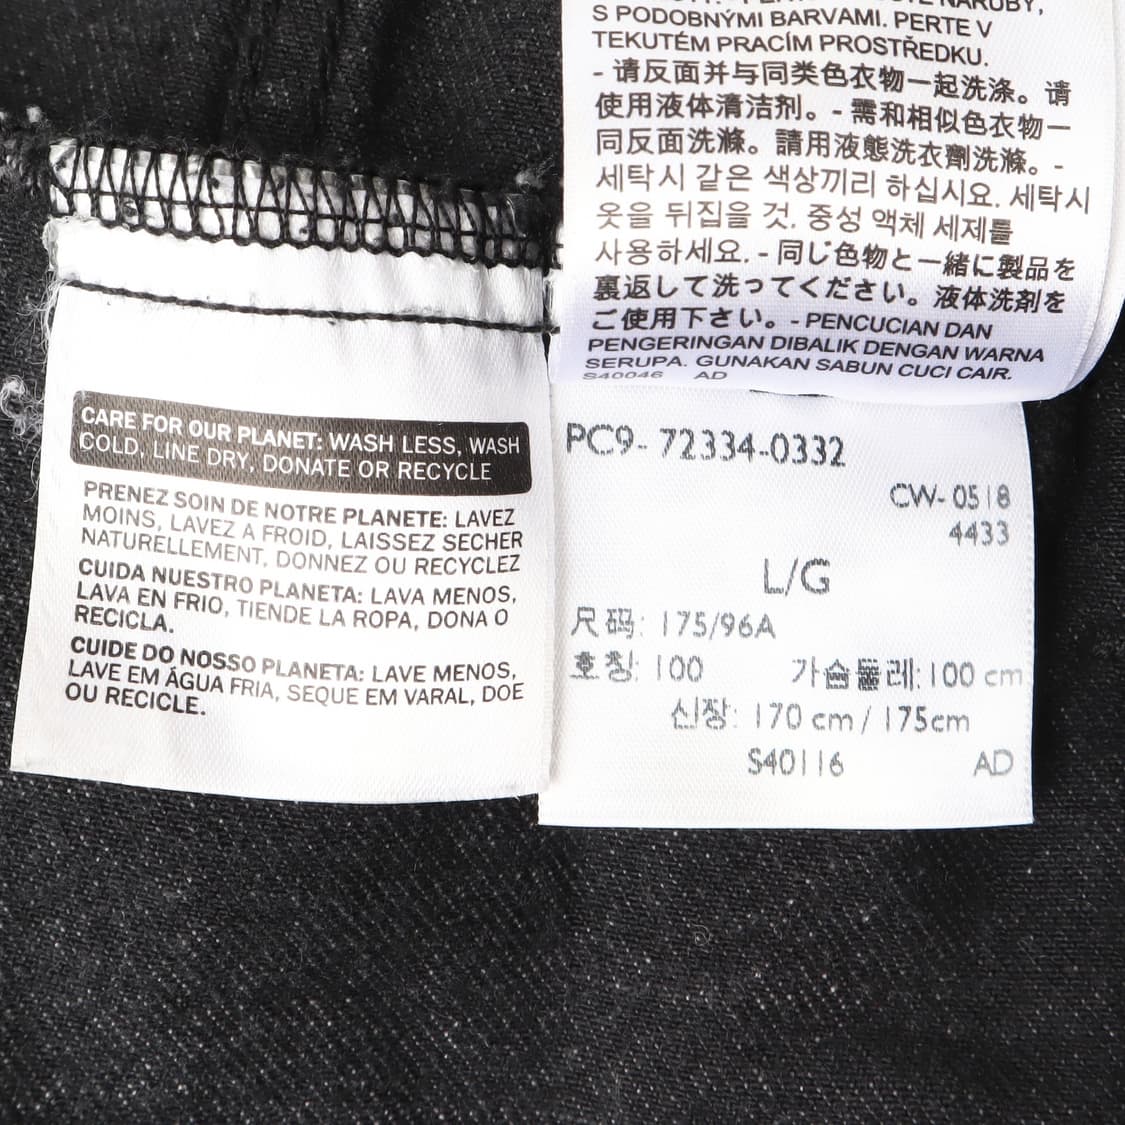 S PODOBNÝMI BARVAMI. PERTE V
TEKUTÉM PRACÍM PROSTŘEDKU.
- 请反面并与同类色衣物一起洗涤。请
使用液体清洁剂。- 需和相似色衣物一
同反面洗滌。請用液態洗衣劑洗滌。-
세탁시 같은 색상끼리 하십시요. 세탁시
옷을 뒤집을 것. 중성 액체 세제를
사용하세요. - 同じ色物と一緒に製品を
裏返して洗ってください。液体洗剤を
ご使用下さい。- PENCUCIAN DAN
PENGERINGAN DIBALIK DENGAN WARNA
SERUPA. GUNAKAN SABUN CUCI CAIR.
S40046 AD
CARE FOR OUR PLANET: WASH LESS, WASH
COLD, LINE DRY, DONATE OR RECYCLE
PRENEZ SOIN DE NOTRE PLANETE: LAVEZ
MOINS, LAVEZ A FROID, LAISSEZ SECHER
NATURELLEMENT, DONNEZ OU RECYCLEZ
CUIDA NUESTRO PLANETA: LAVA MENOS,
LAVA EN FRIO, TIENDE LA ROPA, DONA O
RECICLA.
CUIDE DO NOSSO PLANETA: LAVE MENOS,
LAVE EM ÁGUA FRIA, SEQUE EM VARAL, DOE
OU RECICLE.
PC9- 72334-0332
CW- 0518
4433
L/G
尺码: 175/96A
호칭: 100 가슴둘레: 100 cm
신장: 170 cm / 175cm
S40116 AD